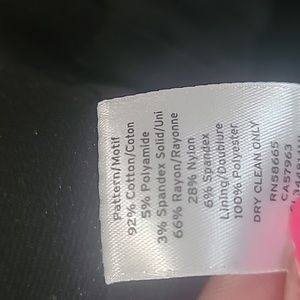 Pattern/Motif
92% Cotton/Coton
5% Polyamide
3% Spandex Solid/Uni
66% Rayon/Rayonne
28% Nylon
6% Spandex
Lining/Doublure
100% Polyester
DRY CLEAN ONLY
RN58665
CA57963